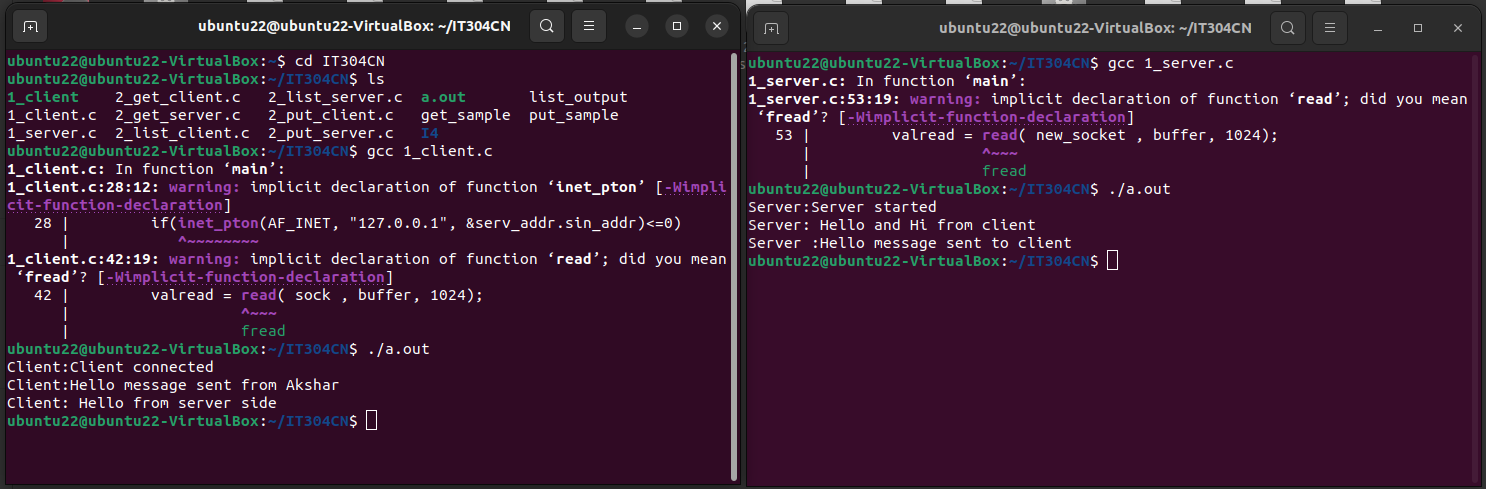 ubuntu22@ubuntu22-VirtualBox: ~/IT304CN
ubuntu22@ubuntu22-VirtualBox:~$ cd IT304CN
ubuntu22@ubuntu22-VirtualBox:~/IT304CN$ ls
1_client    2_get_client.c   2_list_server.c  a.out       list_output
1_client.c  2_get_server.c   2_put_client.c   get_sample  put_sample
1_server.c  2_list_client.c  2_put_server.c   I4
ubuntu22@ubuntu22-VirtualBox:~/IT304CN$ gcc 1_client.c
1_client.c: In function ‘main’:
1_client.c:28:12: warning: implicit declaration of function ‘inet_pton’ [-Wimpli
cit-function-declaration]
   28 |         if(inet_pton(AF_INET, "127.0.0.1", &serv_addr.sin_addr)<=0)
      |            ^~~~~~~~~
1_client.c:42:19: warning: implicit declaration of function ‘read’; did you mean
 ‘fread’? [-Wimplicit-function-declaration]
   42 |         valread = read( sock , buffer, 1024);
      |                   ^~~~
      |                   fread
ubuntu22@ubuntu22-VirtualBox:~/IT304CN$ ./a.out
Client:Client connected
Client:Hello message sent from Akshar
Client: Hello from server side
ubuntu22@ubuntu22-VirtualBox:~/IT304CN$
ubuntu22@ubuntu22-VirtualBox: ~/IT304CN
ubuntu22@ubuntu22-VirtualBox:~/IT304CN$ gcc 1_server.c
1_server.c: In function ‘main’:
1_server.c:53:19: warning: implicit declaration of function ‘read’; did you mean
 ‘fread’? [-Wimplicit-function-declaration]
   53 |         valread = read( new_socket , buffer, 1024);
      |                   ^~~~
      |                   fread
ubuntu22@ubuntu22-VirtualBox:~/IT304CN$ ./a.out
Server:Server started
Server: Hello and Hi from client
Server :Hello message sent to client
ubuntu22@ubuntu22-VirtualBox:~/IT304CN$